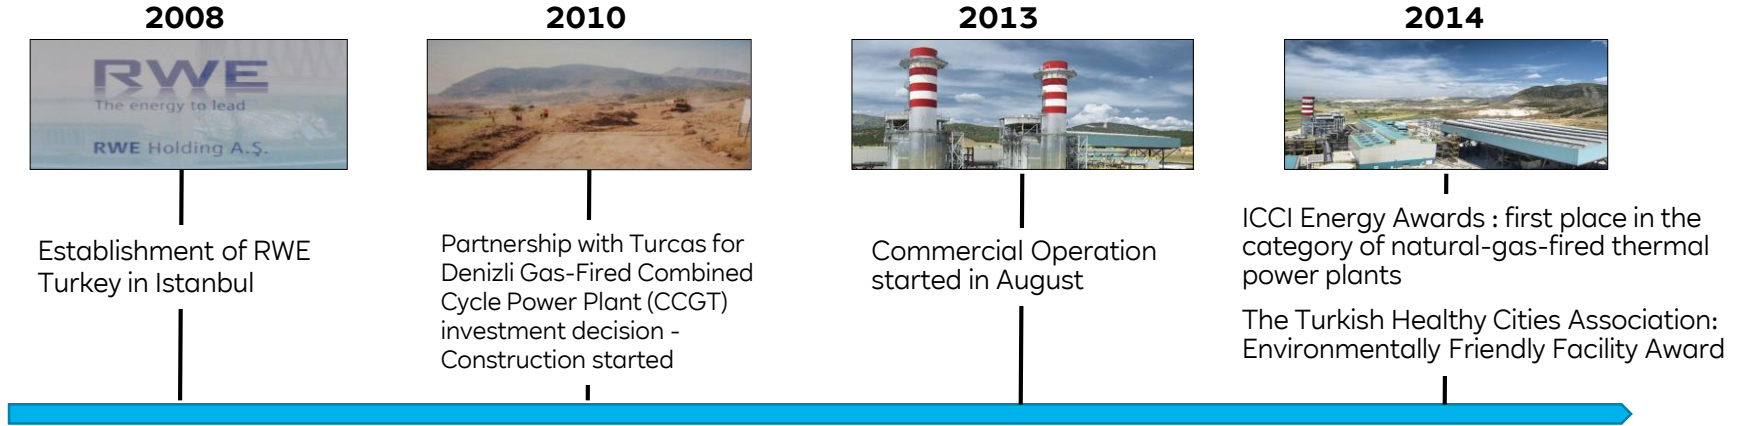 2008
2010
2013
2014
RWE
The energy to lead
RWE Holding A.Ş.
Establishment of RWE
Turkey in Istanbul
Partnership with Turcas for
Denizli Gas-Fired Combined
Cycle Power Plant (CCGT)
investment decision -
Construction started
Commercial Operation
started in August
ICCI Energy Awards : first place in the
category of natural-gas-fired thermal
power plants
The Turkish Healthy Cities Association:
Environmentally Friendly Facility Award